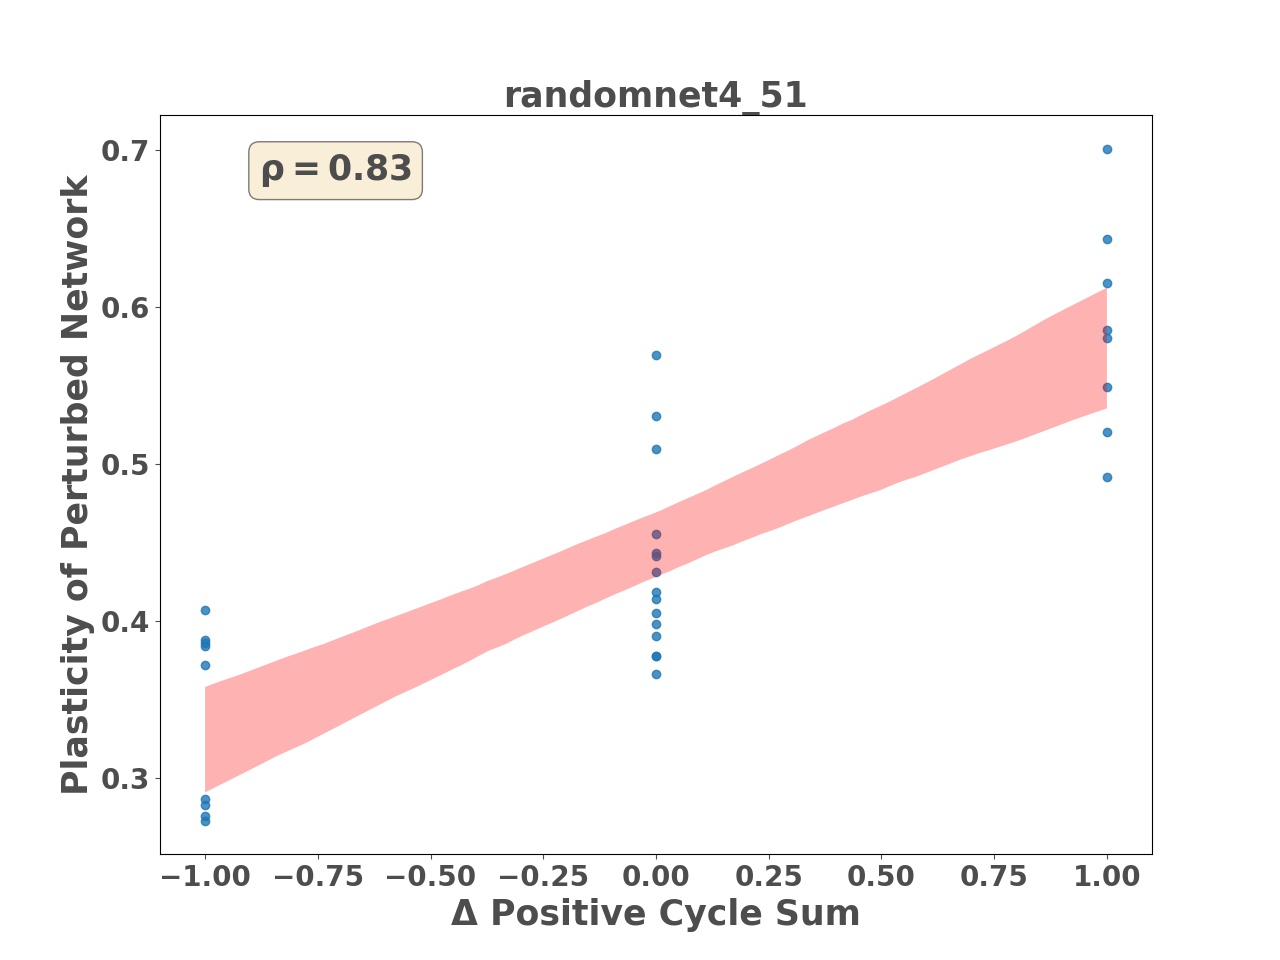 randomnet4_51
ρ = 0.83
Plasticity of Perturbed Network
0.7
0.6
0.5
0.4
0.3
−1.00 −0.75 −0.50 −0.25 0.00 0.25 0.50 0.75 1.00
Δ Positive Cycle Sum